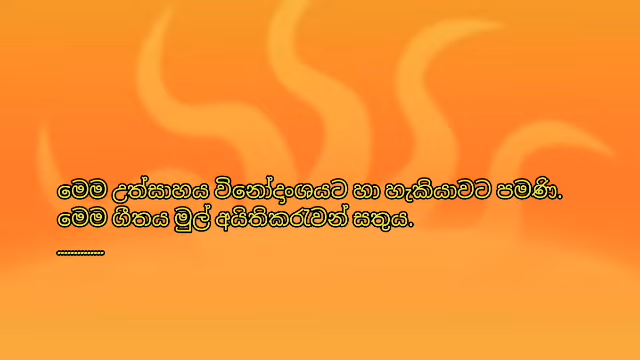 මෙම උත්සාහය විනෝදාංශයට හා හැකියාවට පමණි.
මෙම ගීතය මුල් අයිතිකරුවන් සතුය.
--------------